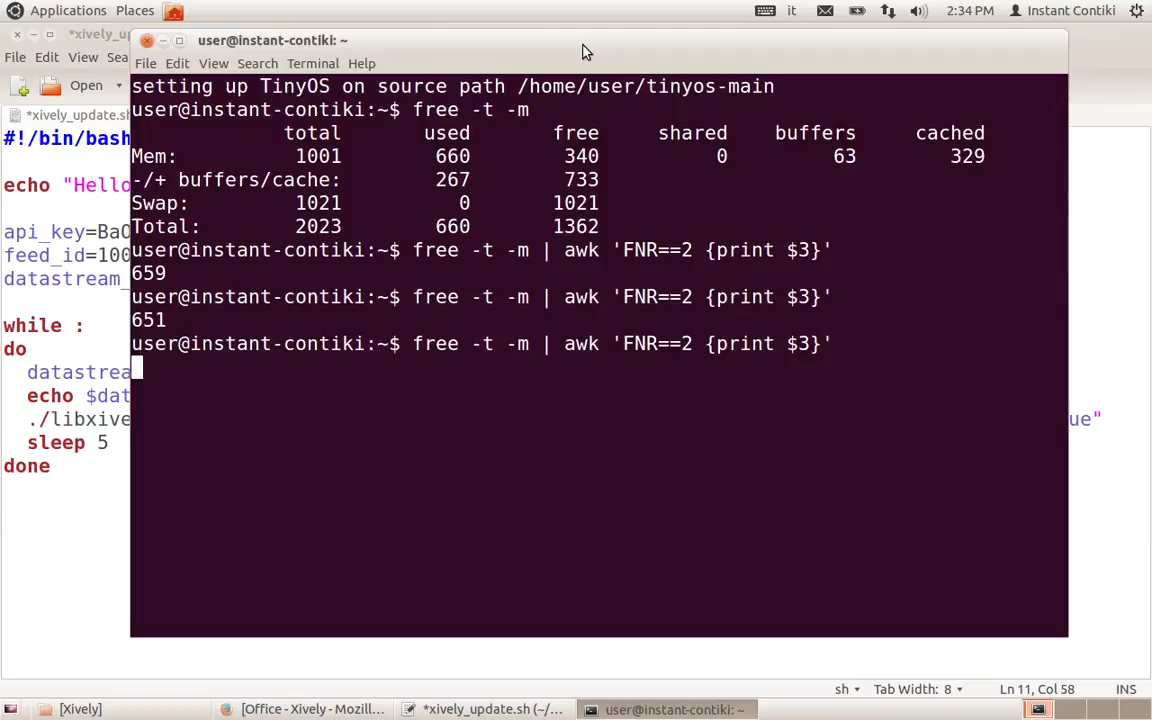 Applications Places it 2:34 PM Instant Contiki
*xively_up
user@instant-contiki: ~
File Edit View Sea
File Edit View Search Terminal Help
Open
*xively_update.sh
#!/bin/bash
echo "Hello
api_key=BaO
feed_id=100
datastream_
while :
do
datastrea
echo $dat
./libxive
ue"
sleep 5
done
setting up TinyOS on source path /home/user/tinyos-main
user@instant-contiki:~$ free -t -m
total used free shared buffers cached
Mem: 1001 660 340 0 63 329
-/+ buffers/cache: 267 733
Swap: 1021 0 1021
Total: 2023 660 1362
user@instant-contiki:~$ free -t -m | awk 'FNR==2 {print $3}'
659
user@instant-contiki:~$ free -t -m | awk 'FNR==2 {print $3}'
651
user@instant-contiki:~$ free -t -m | awk 'FNR==2 {print $3}'
sh Tab Width: 8 Ln 11, Col 58 INS
[Xively] [Office - Xively - Mozill... *xively_update.sh (~/... user@instant-contiki: ~